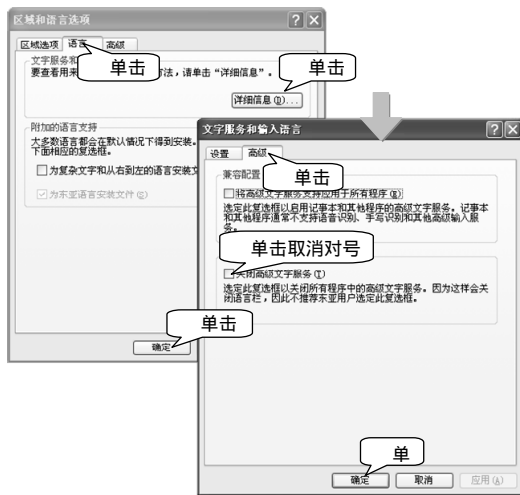 区域和语言选项
区域选项 语言 高级
单击
单击
要查看用来
方法,请单击“详细信息”。
详细信息(D)...
附加的语言支持
大多数语言都会在默认情况下得到安装。
下面相应的复选框。
为复杂文字和从右到左的语言安装文
为东亚语言安装文件(S)
单击
确定
文字服务和输入语言
设置 高级
兼容配置
单击
将高级文字服务支持应用于所有程序(E)
选定此复选框以启用记事本和其他程序的高级文字服务。记事本
和其他程序通常不支持语音识别、手写识别和其他高级输入服
务。
单击取消对号
关闭高级文字服务(T)
选定此复选框以关闭所有程序中的高级文字服务。因为这样会关
闭语言栏,因此不推荐东亚用户选定此复选框。
单
确定 取消 应用(A)